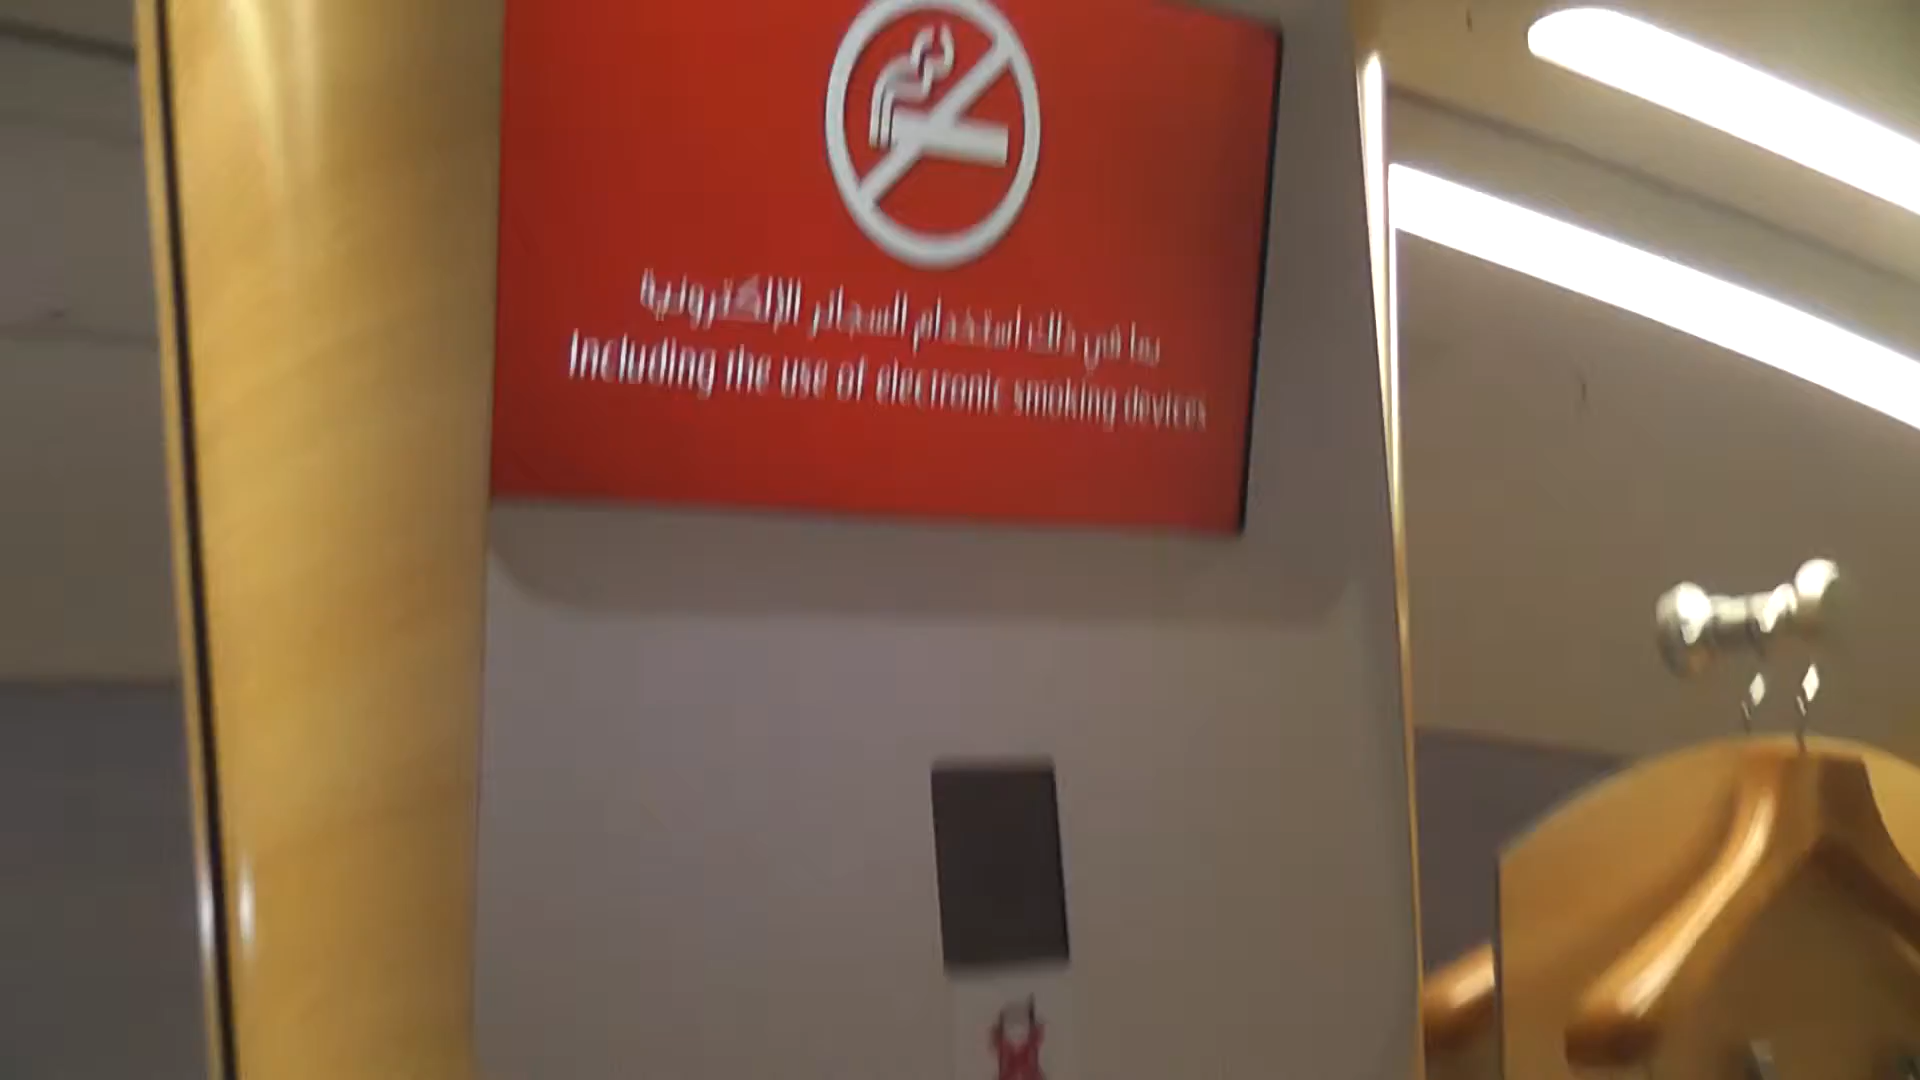 بما في ذلك استخدام السجائر الإلكترونية
Including the use of electronic smoking devices